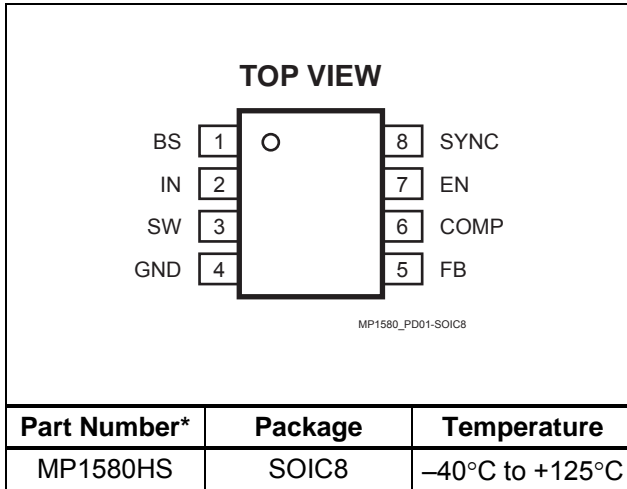 TOP VIEW
BS 1 8 SYNC
IN 2 7 EN
SW 3 6 COMP
GND 4 5 FB
MP1580_PD01-SOIC8
Part Number* Package Temperature
MP1580HS SOIC8 –40°C to +125°C